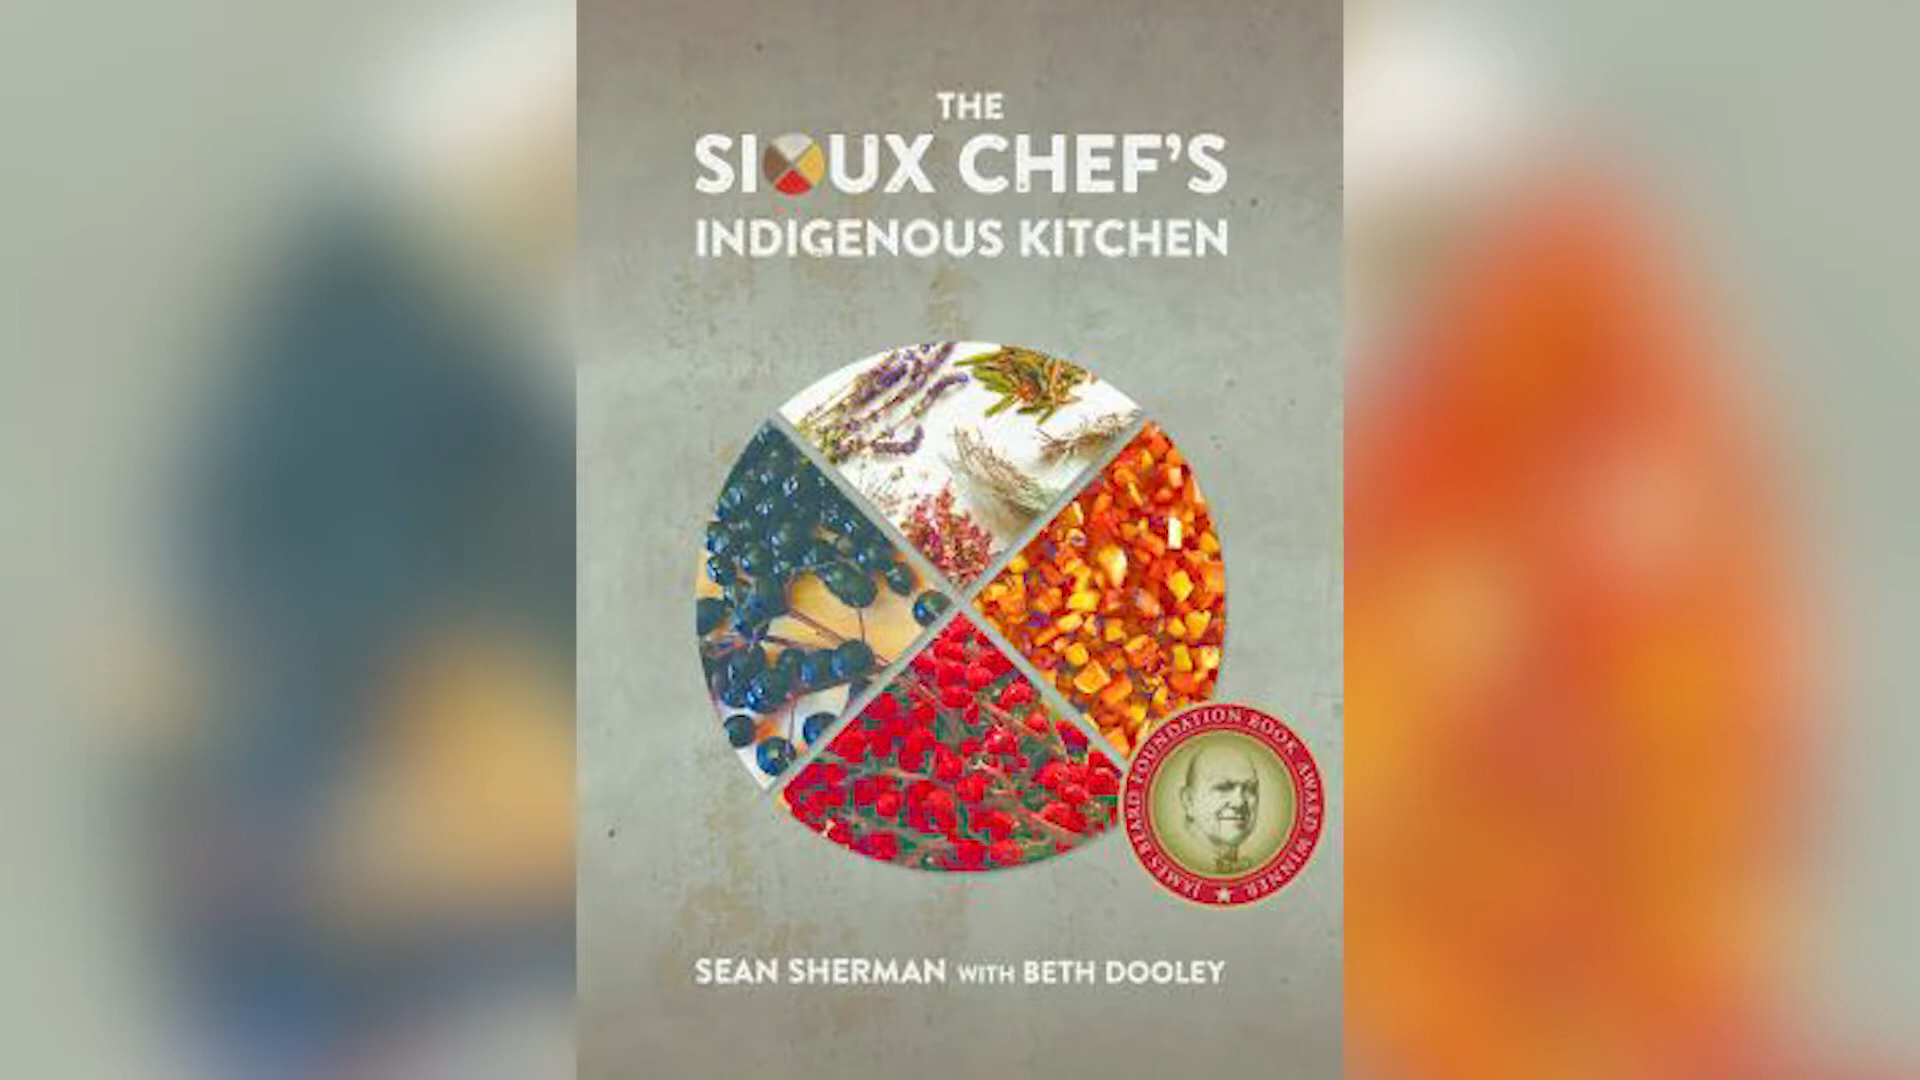 THE
SIOUX CHEF'S
INDIGENOUS KITCHEN
JAMES BEARD FOUNDATION BOOK AWARD WINNER
SEAN SHERMAN WITH BETH DOOLEY